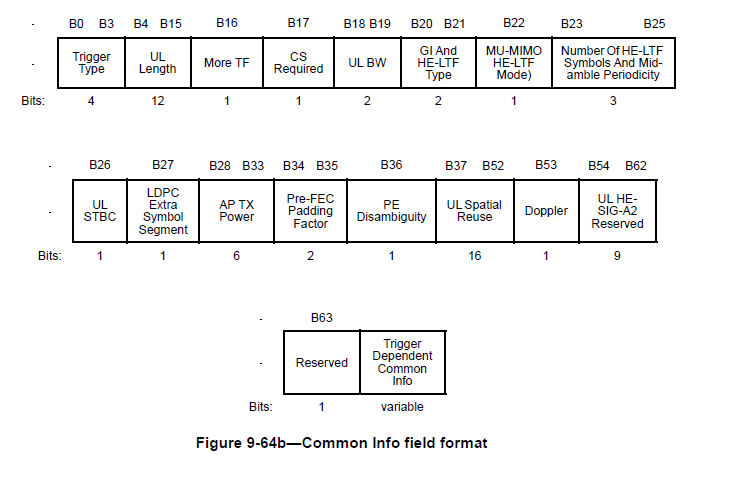 B0 B3 B4 B15 B16 B17 B18 B19 B20 B21 B22 B23 B25
Trigger
Type
UL
Length
More TF
CS
Required
UL BW
GI And
HE-LTF
Type
MU-MIMO
HE-LTF
Mode)
Number Of HE-LTF
Symbols And Mid-
amble Periodicity
Bits: 4 12 1 1 2 2 1 3
B26 B27 B28 B33 B34 B35 B36 B37 B52 B53 B54 B62
UL
STBC
LDPC
Extra
Symbol
Segment
AP TX
Power
Pre-FEC
Padding
Factor
PE
Disambiguity
UL Spatial
Reuse
Doppler
UL HE-
SIG-A2
Reserved
Bits: 1 1 6 2 1 16 1 9
B63
Reserved
Trigger
Dependent
Common
Info
Bits: 1 variable
Figure 9-64b—Common Info field format